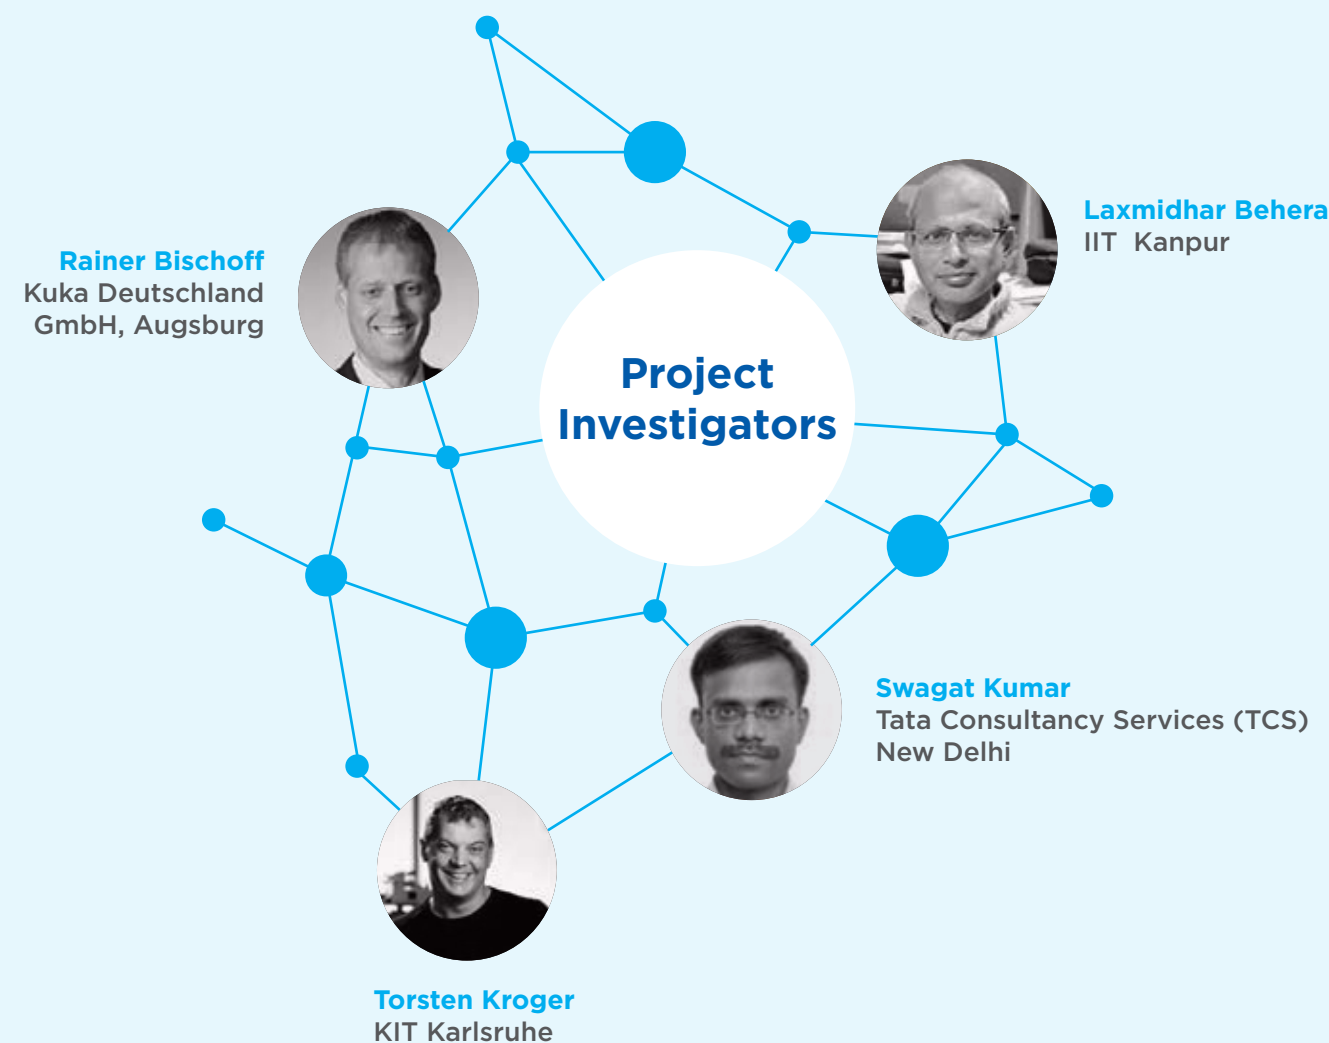 Laxmidhar Behera
IIT Kanpur
Rainer Bischoff
Kuka Deutschland
GmbH, Augsburg
Project
Investigators
Swagat Kumar
Tata Consultancy Services (TCS)
New Delhi
Torsten Kroger
KIT Karlsruhe